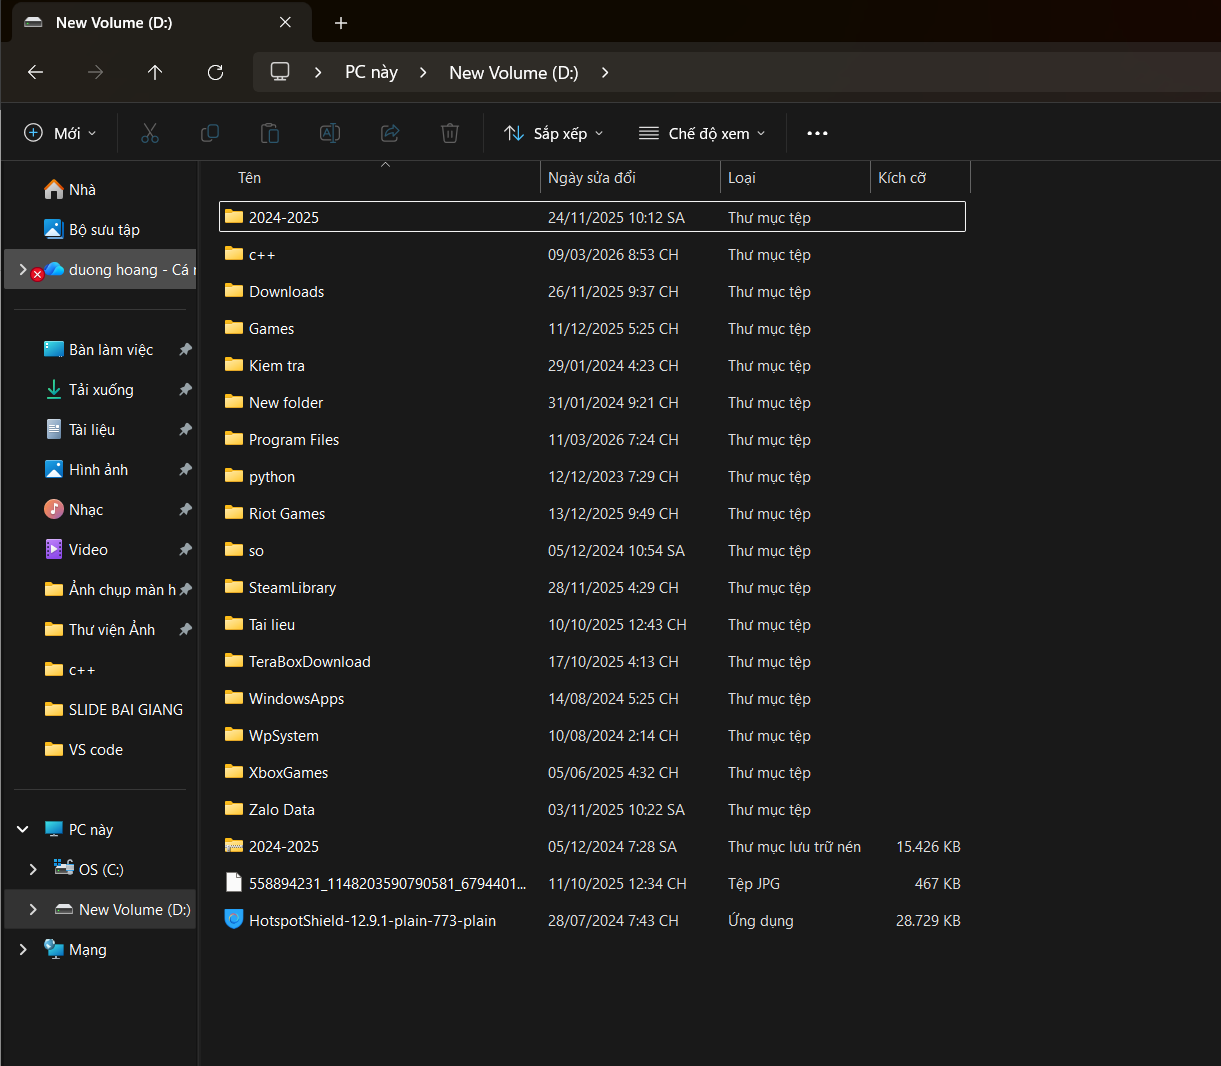 New Volume (D:)
PC này
New Volume (D:)
Mới
Sắp xếp
Chế độ xem
Nhà
Bộ sưu tập
duong hoang - Cá
Bàn làm việc
Tải xuống
Tài liệu
Hình ảnh
Nhạc
Video
Ảnh chụp màn h
Thư viện Ảnh
c++
SLIDE BAI GIANG
VS code
PC này
OS (C:)
New Volume (D:)
Mạng
Tên Ngày sửa đổi Loại Kích cỡ
2024-2025 24/11/2025 10:12 SA Thư mục tệp
c++ 09/03/2026 8:53 CH Thư mục tệp
Downloads 26/11/2025 9:37 CH Thư mục tệp
Games 11/12/2025 5:25 CH Thư mục tệp
Kiem tra 29/01/2024 4:23 CH Thư mục tệp
New folder 31/01/2024 9:21 CH Thư mục tệp
Program Files 11/03/2026 7:24 CH Thư mục tệp
python 12/12/2023 7:29 CH Thư mục tệp
Riot Games 13/12/2025 9:49 CH Thư mục tệp
so 05/12/2024 10:54 SA Thư mục tệp
SteamLibrary 28/11/2025 4:29 CH Thư mục tệp
Tai lieu 10/10/2025 12:43 CH Thư mục tệp
TeraBoxDownload 17/10/2025 4:13 CH Thư mục tệp
WindowsApps 14/08/2024 5:25 CH Thư mục tệp
WpSystem 10/08/2024 2:14 CH Thư mục tệp
XboxGames 05/06/2025 4:32 CH Thư mục tệp
Zalo Data 03/11/2025 10:22 SA Thư mục tệp
2024-2025 05/12/2024 7:28 SA Thư mục lưu trữ nén 15.426 KB
558894231_1148203590790581_6794401... 11/10/2025 12:34 CH Tệp JPG 467 KB
HotspotShield-12.9.1-plain-773-plain 28/07/2024 7:43 CH Ứng dụng 28.729 KB